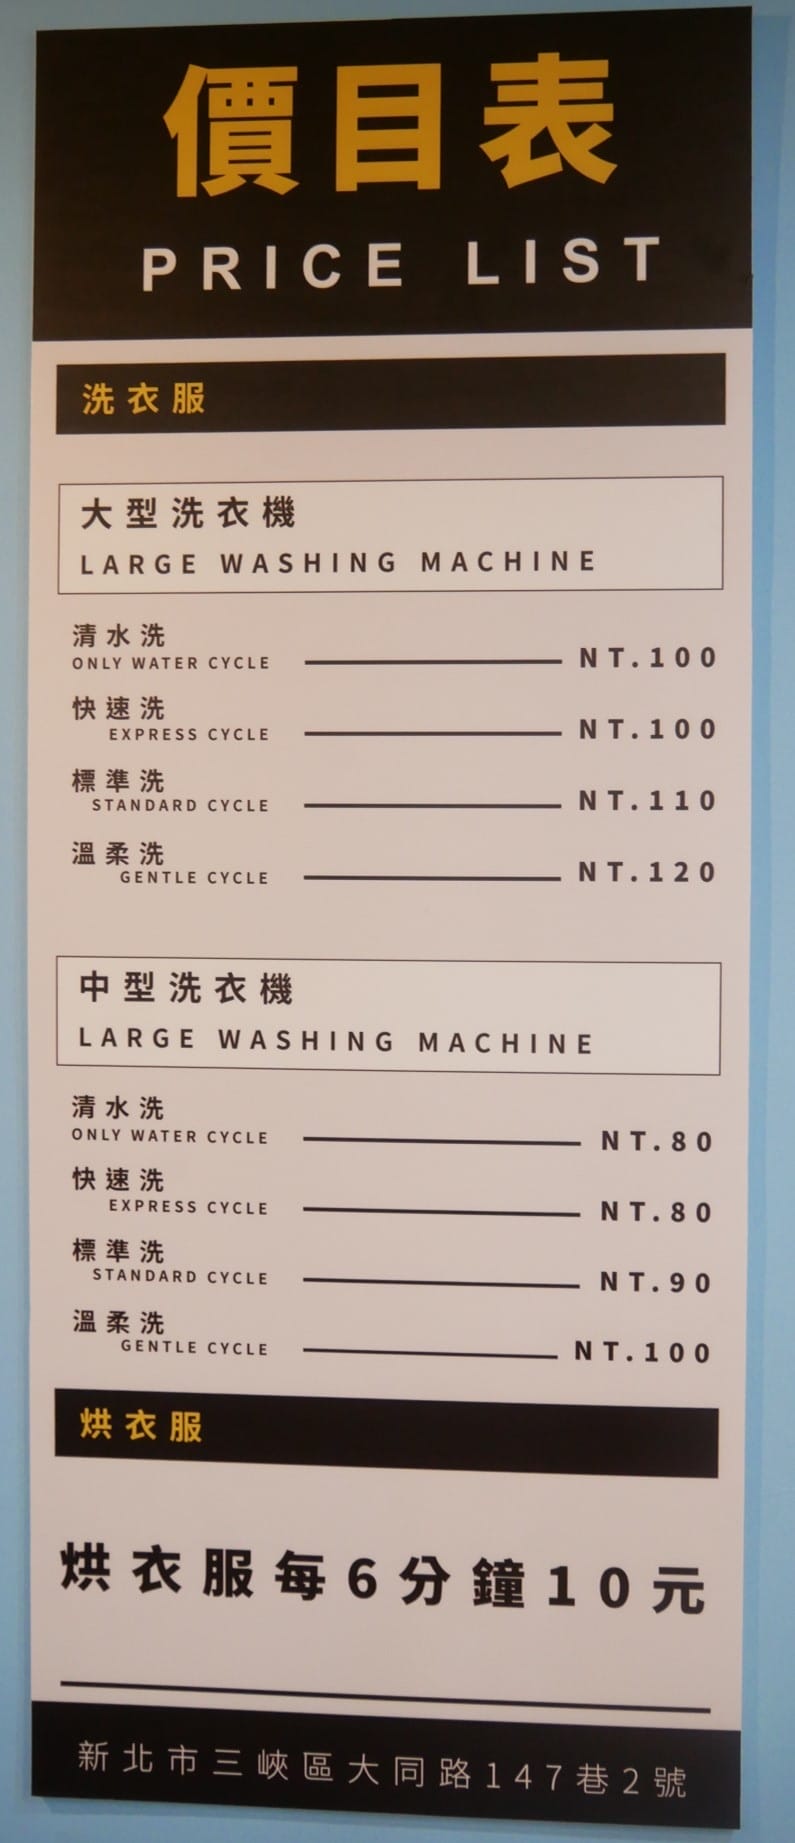 價目表
PRICE LIST
洗衣服
大型洗衣機
LARGE WASHING MACHINE
清水洗
ONLY WATER CYCLE NT.100
快速洗
EXPRESS CYCLE NT.100
標準洗
STANDARD CYCLE NT.110
溫柔洗
GENTLE CYCLE NT.120
中型洗衣機
LARGE WASHING MACHINE
清水洗
ONLY WATER CYCLE NT.80
快速洗
EXPRESS CYCLE NT.80
標準洗
STANDARD CYCLE NT.90
溫柔洗
GENTLE CYCLE NT.100
烘衣服
烘衣服每6分鐘10元
新北市三峽區大同路147巷2號